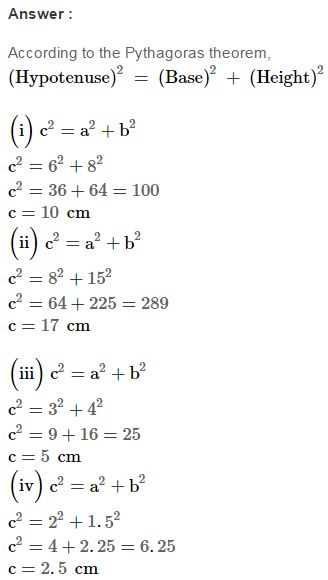 Answer :
According to the Pythagoras theorem,
(Hypotenuse)² = (Base)² + (Height)²
(i) c² = a² + b²
c² = 6² + 8²
c² = 36 + 64 = 100
c = 10 cm
(ii) c² = a² + b²
c² = 8² + 15²
c² = 64 + 225 = 289
c = 17 cm
(iii) c² = a² + b²
c² = 3² + 4²
c² = 9 + 16 = 25
c = 5 cm
(iv) c² = a² + b²
c² = 2² + 1.5²
c² = 4 + 2.25 = 6.25
c = 2.5 cm